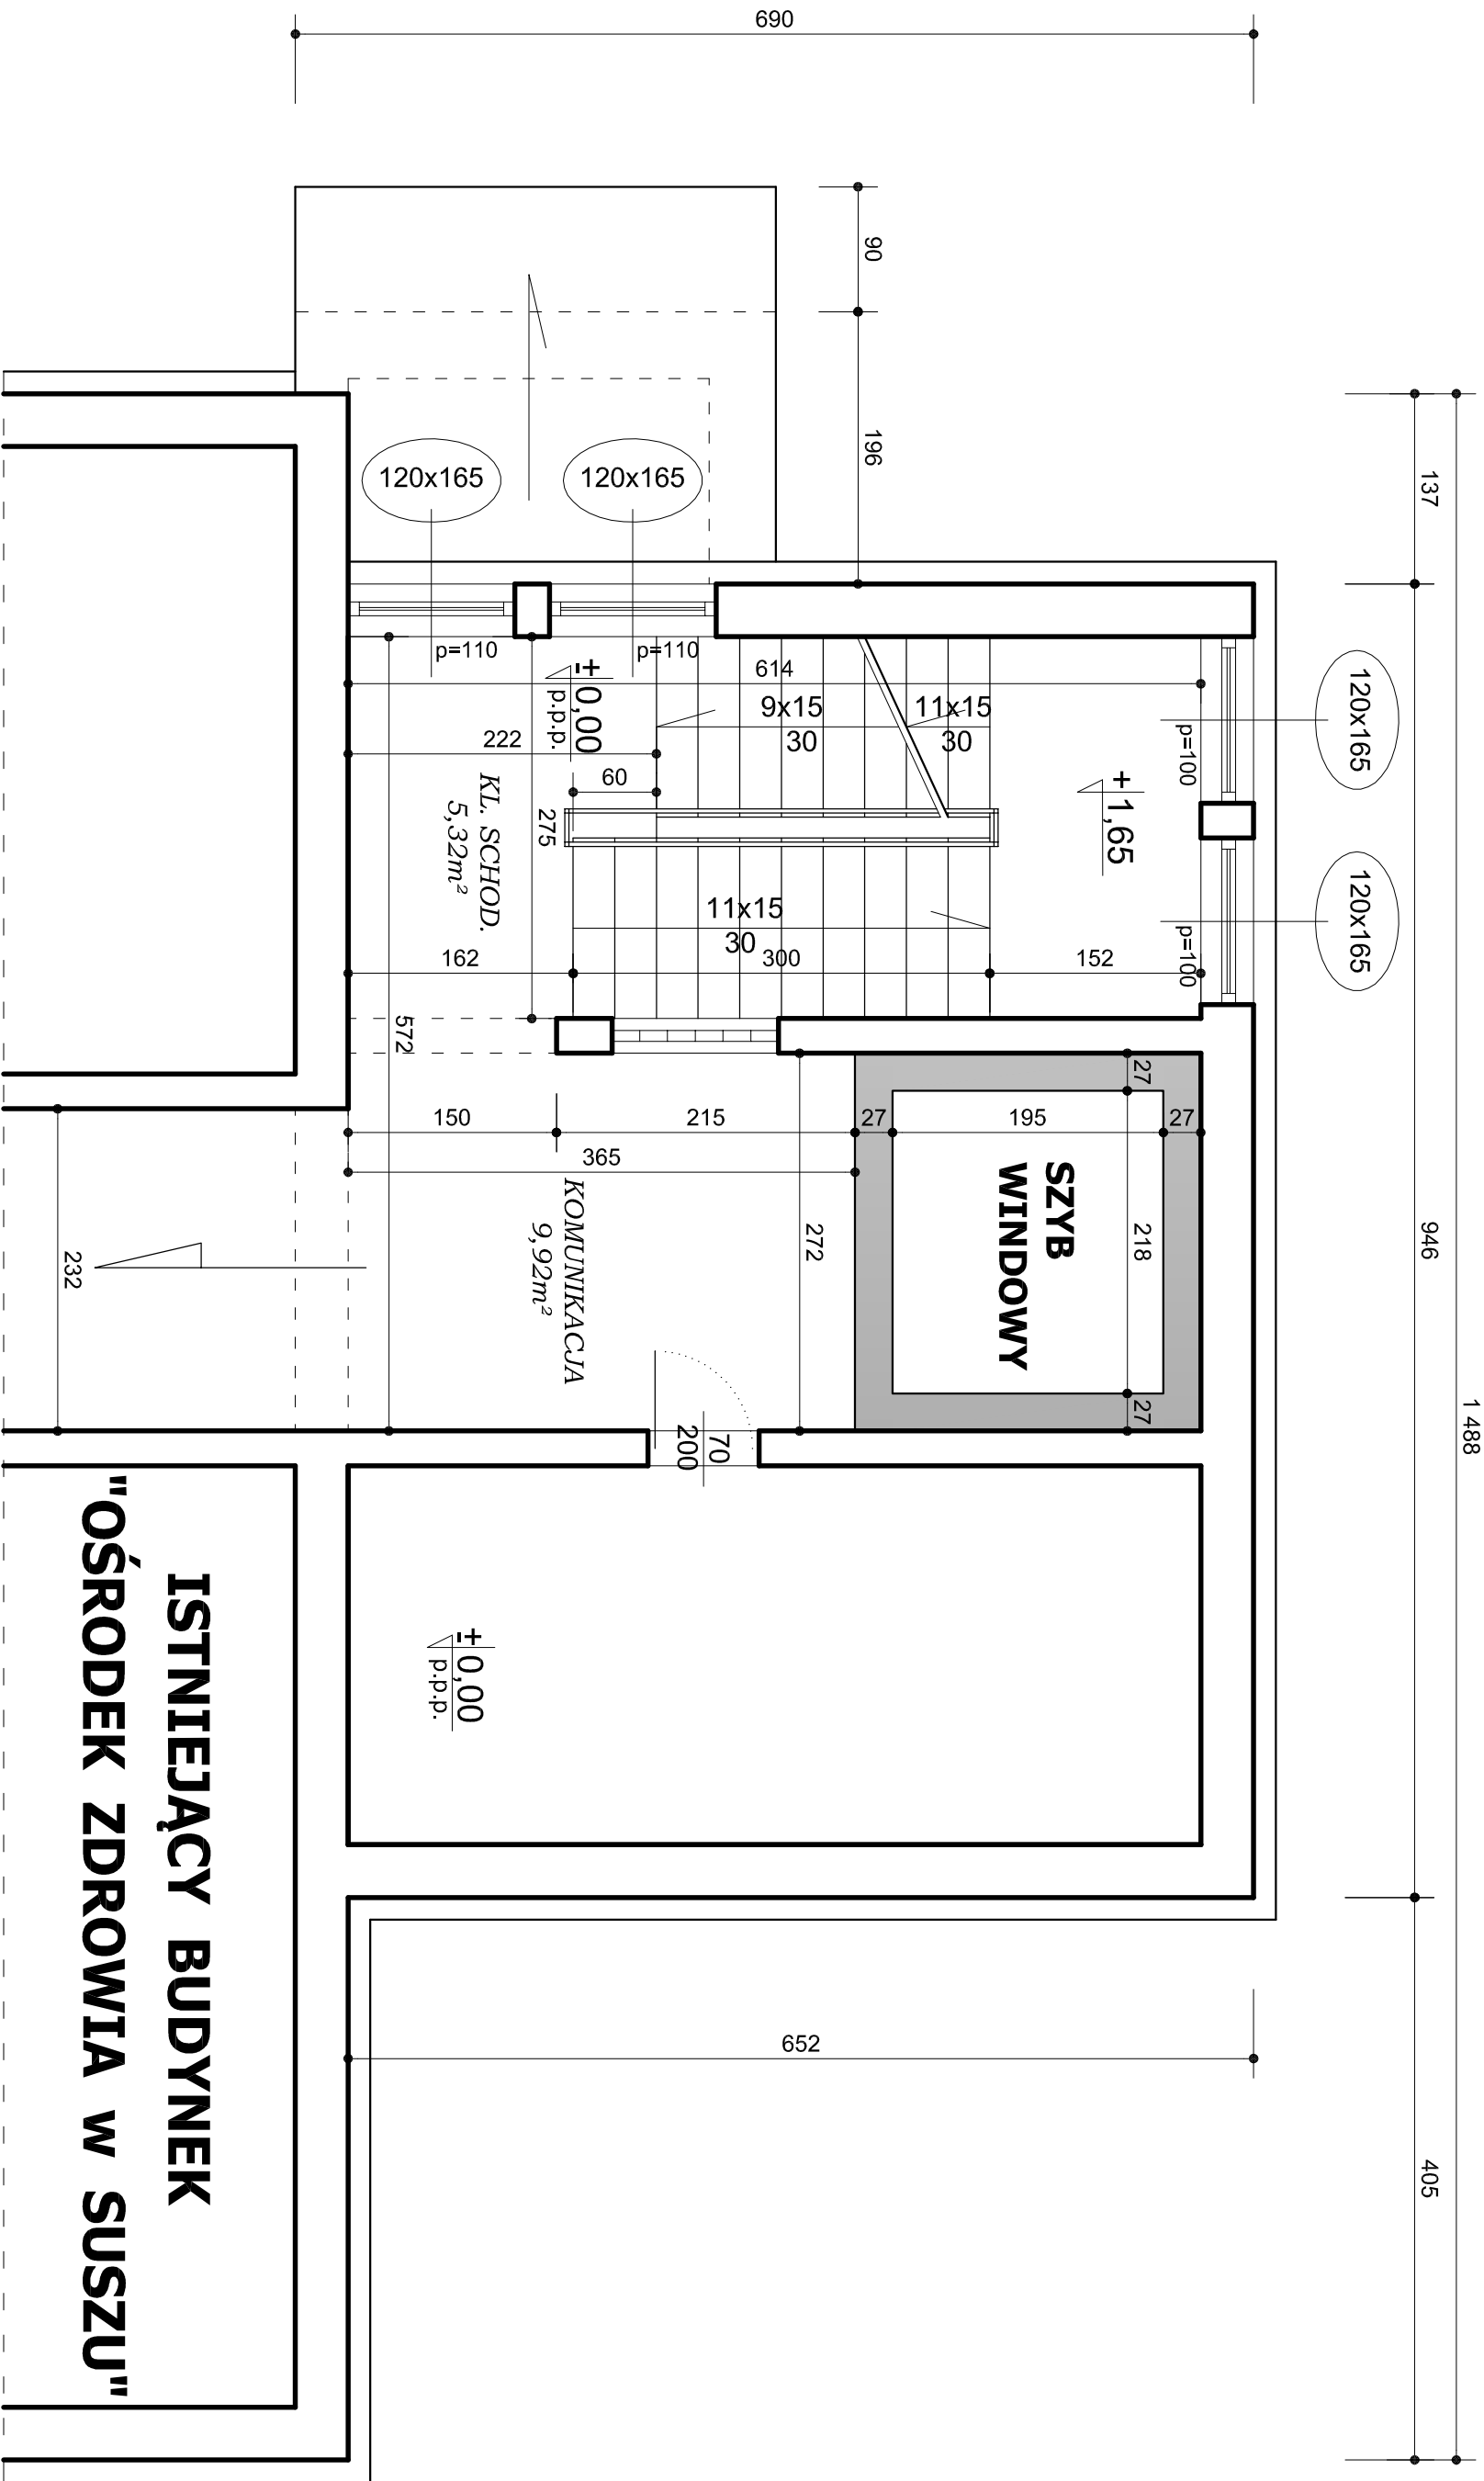 690
90
196
137
1 488
946
405
120x165
120x165
120x165
120x165
p=110
p=110
p=100
p=100
614
± 0,00
p.p.p.
9x15
30
11x15
30
222
60
+ 1,65
KL. SCHOD.
5,32m²
275
11x15
30
162
300
152
572
27
150
215
27
195
27
365
SZYB
WINDOWY
218
27
KOMUNIKACJA
9,92m²
272
232
70
200
± 0,00
p.p.p.
ISTNIEJĄCY BUDYNEK
"OŚRODEK ZDROWIA W SUSZU"
652